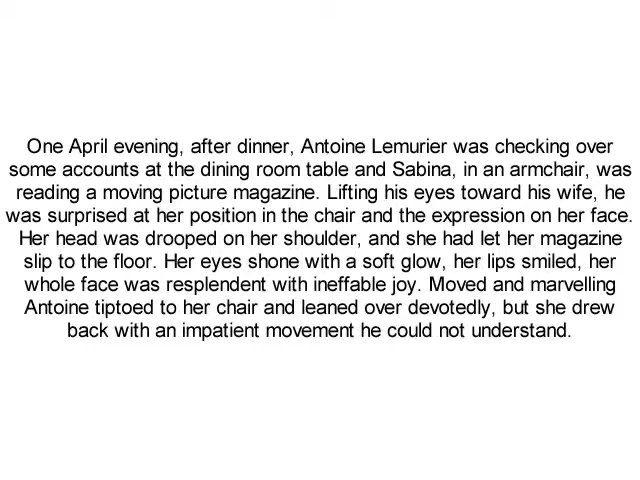 One April evening, after dinner, Antoine Lemurier was checking over
some accounts at the dining room table and Sabina, in an armchair, was
reading a moving picture magazine. Lifting his eyes toward his wife, he
was surprised at her position in the chair and the expression on her face.
Her head was drooped on her shoulder, and she had let her magazine
slip to the floor. Her eyes shone with a soft glow, her lips smiled, her
whole face was resplendent with ineffable joy. Moved and marvelling
Antoine tiptoed to her chair and leaned over devotedly, but she drew
back with an impatient movement he could not understand.